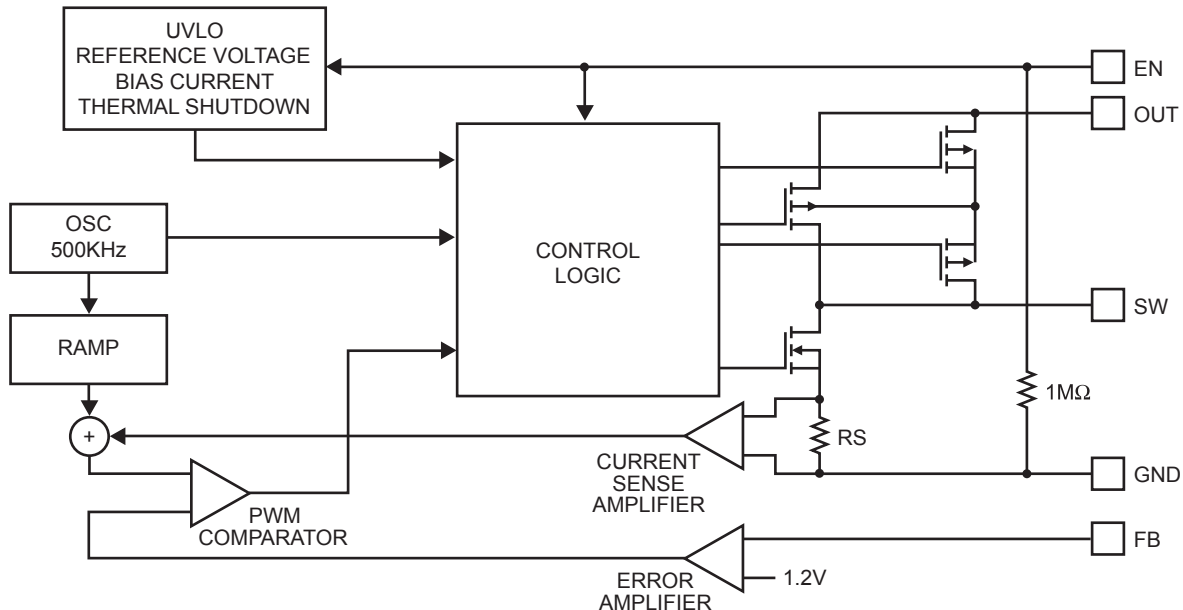 UVLO
REFERENCE VOLTAGE
BIAS CURRENT
THERMAL SHUTDOWN
EN
OUT
OSC
500KHz
CONTROL
LOGIC
SW
RAMP
1MΩ
+
RS
CURRENT
SENSE
AMPLIFIER
GND
PWM
COMPARATOR
FB
1.2V
ERROR
AMPLIFIER